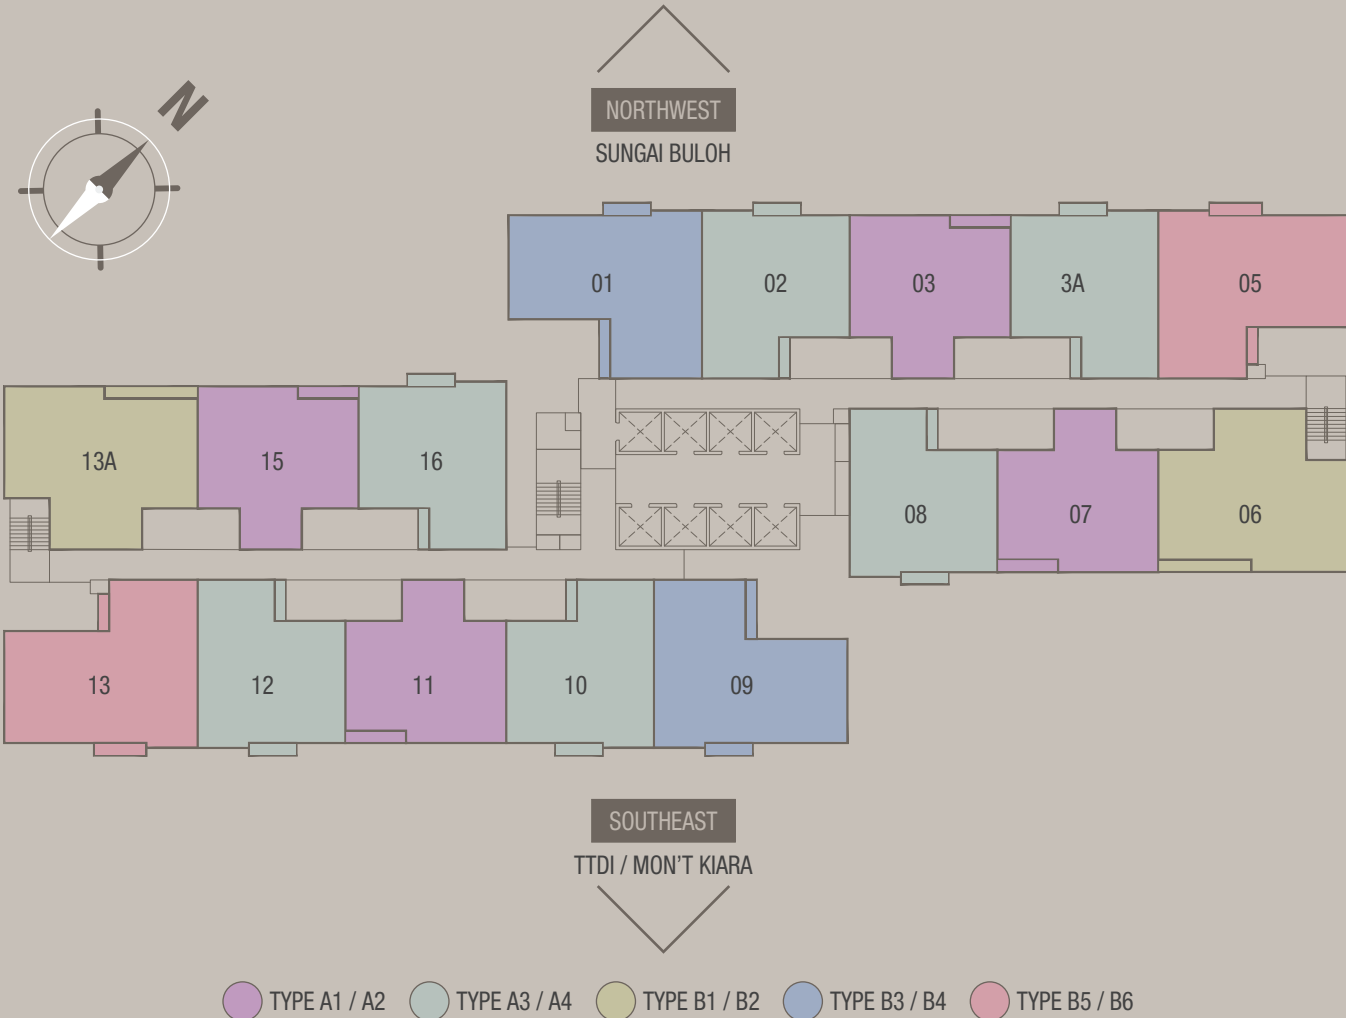 N
NORTHWEST
SUNGAI BULOH
01 02 03 3A 05
13A 15 16
08 07 06
13 12 11 10 09
SOUTHEAST
TTDI / MON'T KIARA
TYPE A1 / A2 TYPE A3 / A4 TYPE B1 / B2 TYPE B3 / B4 TYPE B5 / B6